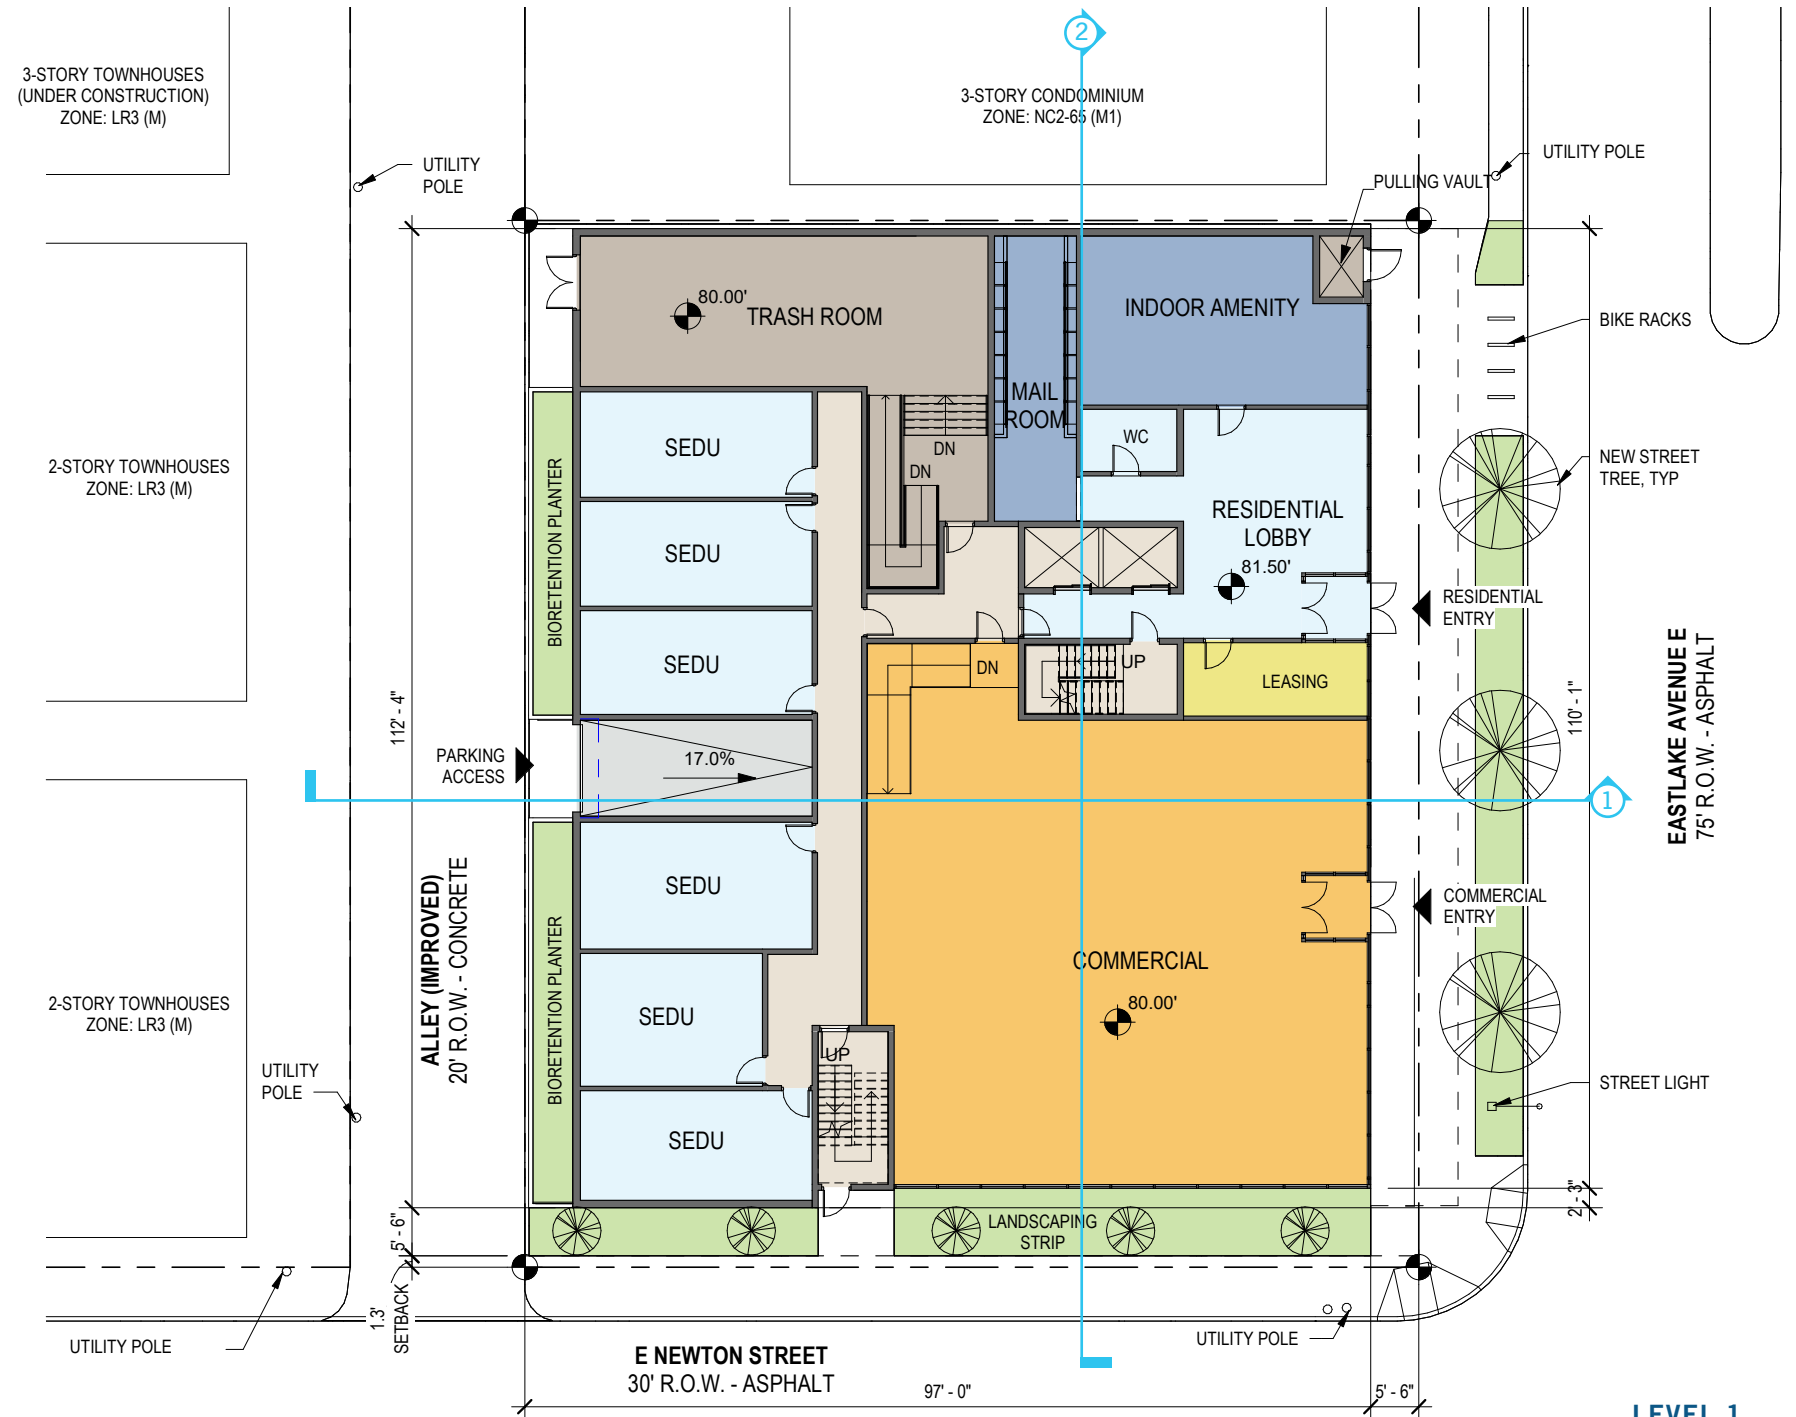 2
3-STORY TOWNHOUSES
(UNDER CONSTRUCTION)
ZONE: LR3 (M)
3-STORY CONDOMINIUM
ZONE: NC2-65 (M1)
UTILITY
POLE
UTILITY POLE
PULLING VAULT
80.00'
TRASH ROOM
INDOOR AMENITY
BIKE RACKS
MAIL
ROOM
WC
SEDU
DN
DN
2-STORY TOWNHOUSES
ZONE: LR3 (M)
NEW STREET
TREE, TYP
BIORETENTION PLANTER
SEDU
RESIDENTIAL
LOBBY
81.50'
RESIDENTIAL
ENTRY
SEDU
DN
UP
LEASING
112' - 4"
110' - 1"
EASTLAKE AVENUE E
75' R.O.W. - ASPHALT
PARKING
ACCESS
17.0%
1
SEDU
COMMERCIAL
ENTRY
ALLEY (IMPROVED)
20' R.O.W. - CONCRETE
BIORETENTION PLANTER
COMMERCIAL
80.00'
2-STORY TOWNHOUSES
ZONE: LR3 (M)
SEDU
UP
UTILITY
POLE
STREET LIGHT
SEDU
2' - 3"
5' - 6"
LANDSCAPING
STRIP
1.3'
SETBACK
UTILITY POLE
UTILITY POLE
E NEWTON STREET
30' R.O.W. - ASPHALT
97' - 0"
5' - 6"
LEVEL 1